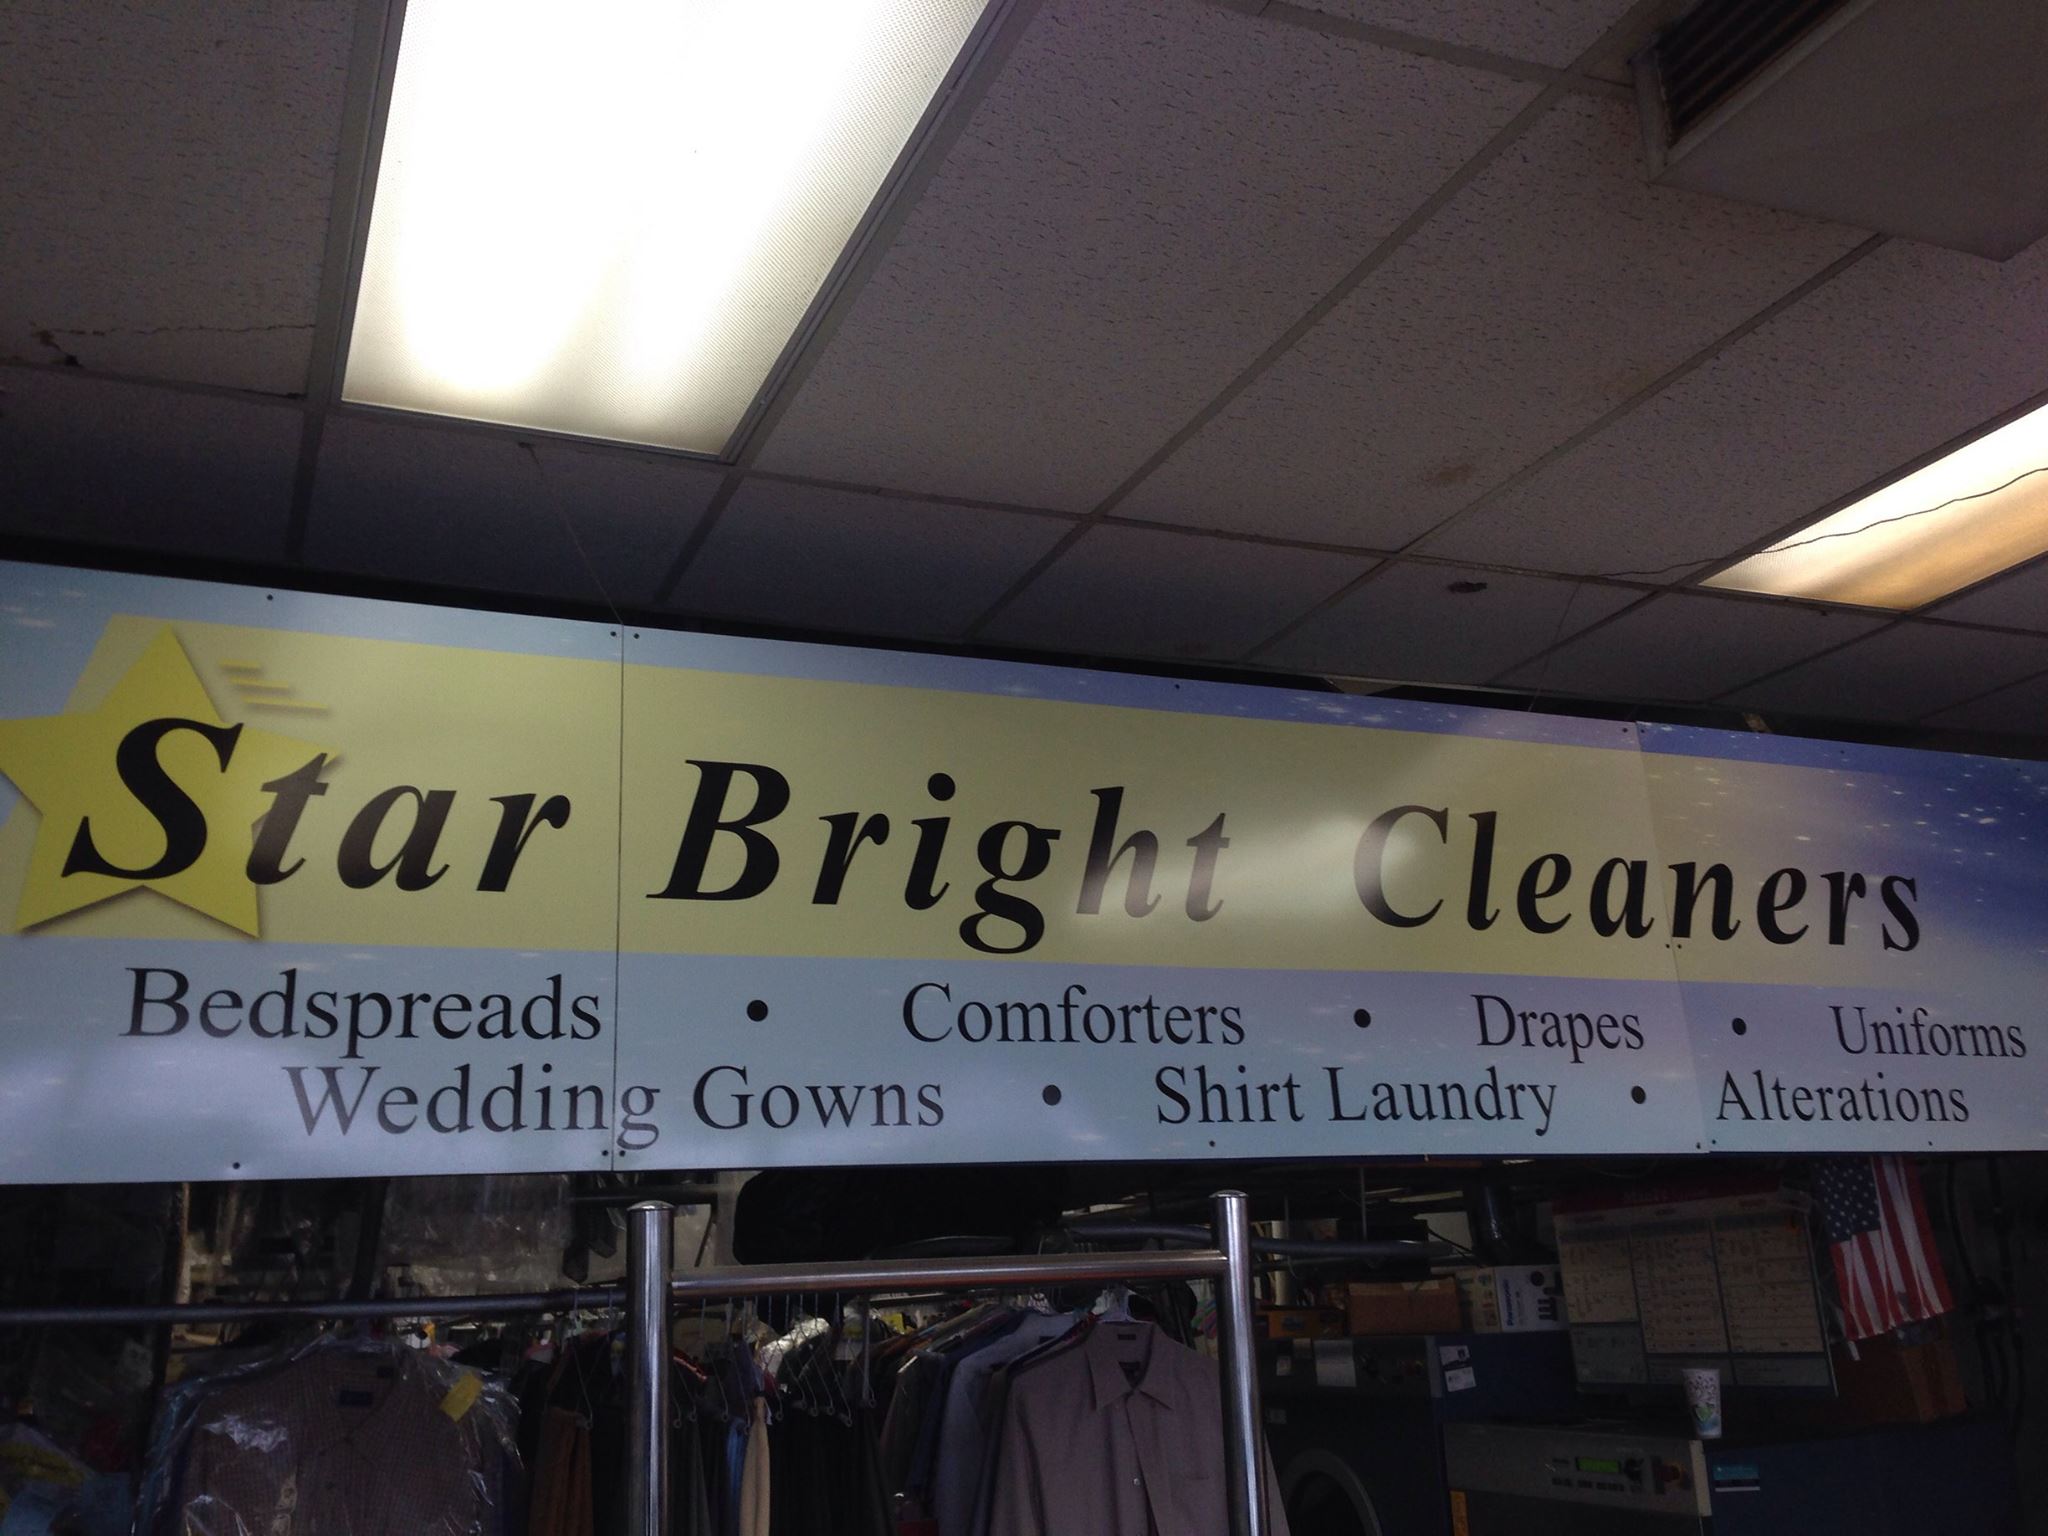 Star Bright Cleaners
Bedspreads • Comforters • Drapes • Uniforms
Wedding Gowns • Shirt Laundry • Alterations